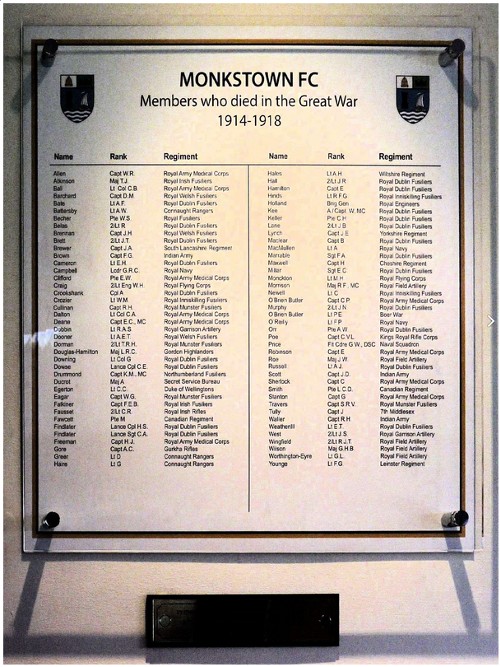 MONKSTOWN FC
Members who died in the Great War
1914-1918
Name Rank Regiment
Allen Capt W.R. Royal Army Medical Corps
Atkinson Maj T.J. Royal Irish Fusiliers
Ball Lt Col C.B. Royal Army Medical Corps
Banchard Capt D.M Royal Welsh Fusiliers
Bate Lt A.F. Royal Dublin Fusiliers
Battersby Lt A.W. Connaught Rangers
Becher Pte W.S. Royal Fusiliers
Belas 2/Lt R Royal Dublin Fusiliers
Brennan Capt J.H Royal Welsh Fusiliers
Brett 2/Lt J.T. Royal Dublin Fusiliers
Brewer Capt J.A. South Lancashire Regiment
Brown Capt F.G. Indian Army
Cameron Lt E.H. Royal Dublin Fusiliers
Campbell Lcdr G.R.C. Royal Navy
Clifford Pte E.W. Royal Army Medical Corps
Craig 2/Lt Eng W.H Royal Flying Corps
Crookshank Col A Royal Dublin Fusiliers
Crozier Lt W.M Royal Inniskilling Fusiliers
Cullinan Capt R.H. Royal Munster Fusiliers
Dalton Lt Col C.A. Royal Army Medical Corps
Deane Capt E.C., MC Royal Army Medical Corps
Dobbin Lt R.A.S. Royal Garrison Artillery
Dooner Lt A.E.T Royal Welsh Fusiliers
Dorman 2/Lt T.R.H. Royal Munster Fusiliers
Douglas-Hamilton Maj L.R.C. Gordon Highlanders
Downing Lt Col G Royal Dublin Fusiliers
Dowse Lance Col C.E. Royal Dublin Fusiliers
Drummond Capt K.M., MC Northumberland Fusiliers
Ducrot Maj A Secret Service Bureau
Egerton Lt C.C. Duke of Wellingtons
Eagar Capt W.G. Royal Munster Fusiliers
Falkiner Capt F.E.B. Royal Irish Fusiliers
Fausset 2/Lt C.R Royal Irish Rifles
Fawcett Pte M Canadian Regiment
Findlater Lance Cpl H.S. Royal Dublin Fusiliers
Findlater Lance Sgt C.A. Royal Dublin Fusiliers
Freeman Capt H.J. Royal Army Medical Corps
Gore Capt A.C. Gurkha Rifles
Greer Lt D Connaught Rangers
Haire Lt G Connaught Rangers
Name Rank Regiment
Hales Lt A.H Wiltshire Regiment
Hall 2/Lt J.R Royal Dublin Fusiliers
Hamilton Capt E Royal Dublin Fusiliers
Lt R.F.G Royal Inniskilling Fusiliers
Holland Brig Gen Royal Engineers
Kee A/ Capt W. MC Royal Dublin Fusiliers
Keller Pte C.H Royal Dublin Fusiliers
Lane 2/Lt J.B Royal Dublin Fusiliers
Lynch Capt J.E Yorkshire Regiment
Maclear Capt B Royal Dublin Fusiliers
MacMullen Lt A Royal Navy
Marrable Sgt F.A Royal Dublin Fusiliers
Maxwell Capt H Cheshire Regiment
Millar Sgt E.C Royal Dublin Fusiliers
Monckton Lt M.H Royal Flying Corps
Morrison Maj R.F., MC Royal Field Artillery
Newell Lt C Royal Inniskilling Fusiliers
O'Brien Butler Capt C.P Royal Army Medical Corps
Murphy 2/Lt J.N Royal Dublin Fusiliers
O'Brien Butler Lt P.E Boer War
O'Reilly Lt F.P Royal Navy
Orr Pte A.W Royal Dublin Fusiliers
Poe Capt C.V.L Kings Royal Rifle Corps
Price Flt Cdre G.W., DSC Naval Squadron
Robinson Capt E Royal Army Medical Corps
Roe Maj J.W Royal Field Artillery
Russell Lt A.J. Royal Dublin Fusiliers
Scott Capt J.D Indian Army
Sherlock Capt C Royal Army Medical Corps
Smith Pte L.C.D. Canadian Regiment
Stanton Capt G Royal Army Medical Corps
Travers Capt S.R.V. Royal Munster Fusiliers
Tully Capt J 7th Middlesex
Waller Capt R.H Indian Army
Weatherill Lt E.T. Royal Dublin Fusiliers
West 2/Lt J.S Royal Garrison Artillery
Wingfield 2/Lt R.J.T. Royal Field Artillery
Wilson Maj G.H.B. Royal Field Artillery
Worthington-Eyre Lt G.L. Royal Army Medical Corps
Younge Lt F.G Leinster Regiment